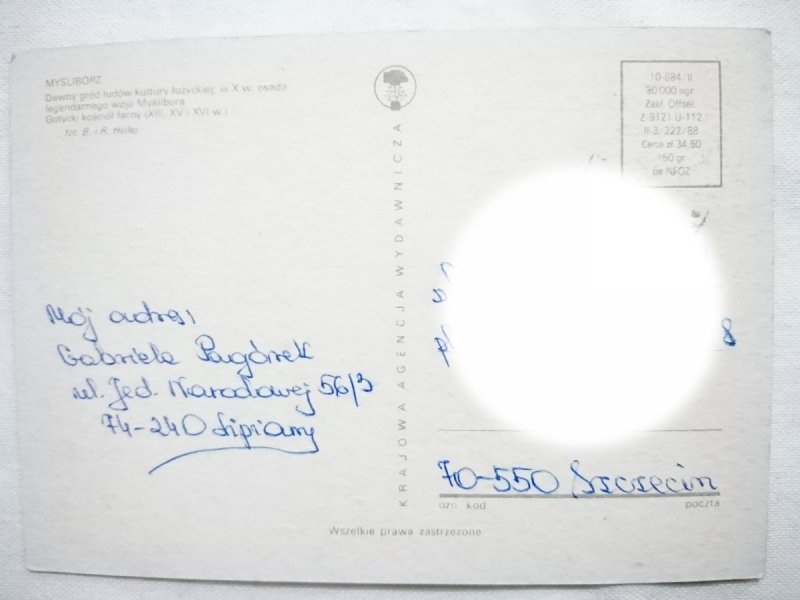 MYŚLIBÓRZ
Dawny gród ludów kultury łużyckiej; w X w. osada
legendarnego woja Myślibora
Gotycki kościół farny (XIII, XV i XVI w.)
fot. B. i R. Hulej
Mój adres:
Gabriela Pagórek
ul. Jed. Narodowej 56/3
74-240 Lipiany
KRAJOWA AGENCJA WYDAWNICZA
10-684/II
90 000 egz.
Zakł. Offset.
Z-9121 U-112
II-3/222/88
Cena zł 34,50
150 gr
na NFOZ
8
70-550 Szczecin
ozn. kod
poczta
Wszelkie prawa zastrzeżone